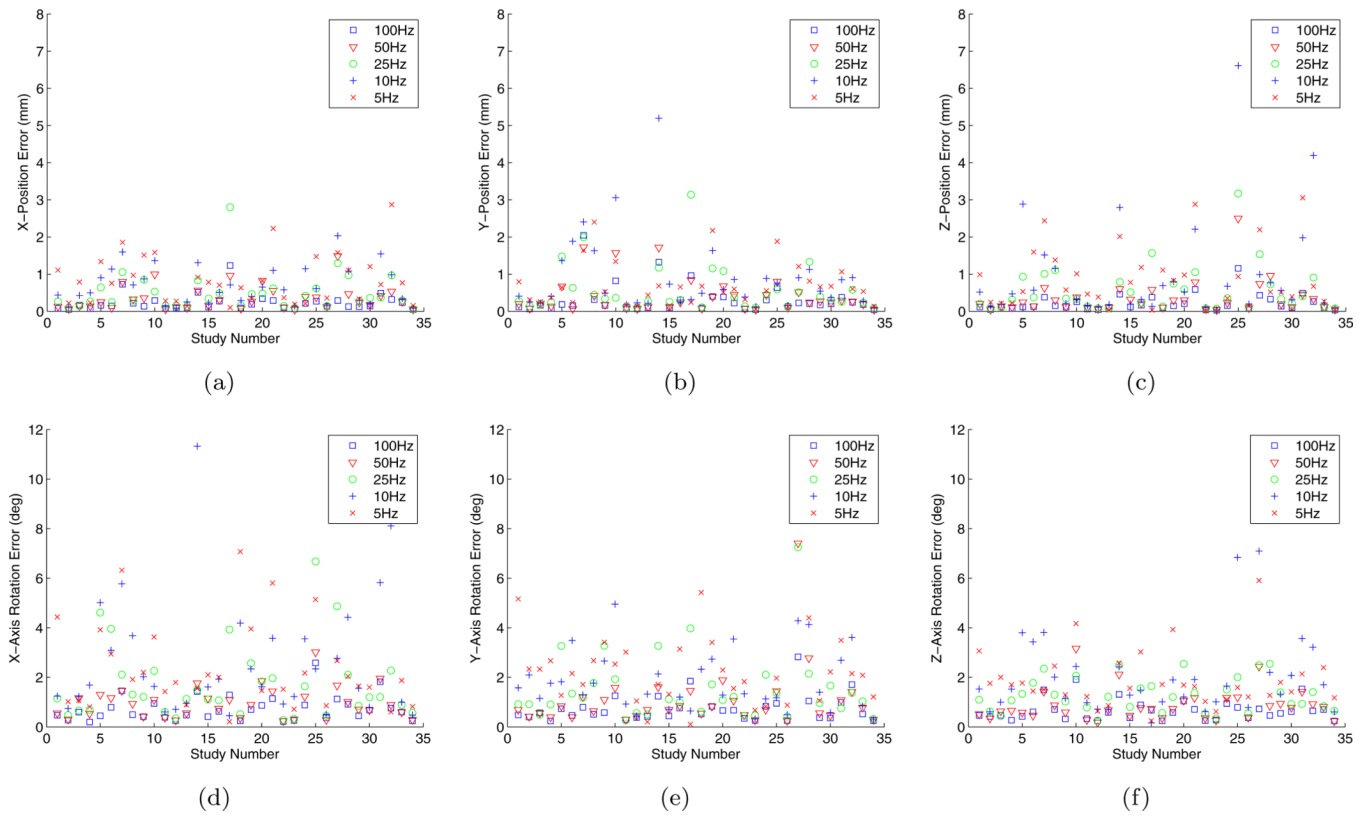 8
7
6
5
4
3
2
1
0
X-Position Error (mm)
0 5 10 15 20 25 30 35
Study Number
100Hz
50Hz
25Hz
10Hz
5Hz
(a)
8
7
6
5
4
3
2
1
0
Y-Position Error (mm)
0 5 10 15 20 25 30 35
Study Number
100Hz
50Hz
25Hz
10Hz
5Hz
(b)
8
7
6
5
4
3
2
1
0
Z-Position Error (mm)
0 5 10 15 20 25 30 35
Study Number
100Hz
50Hz
25Hz
10Hz
5Hz
(c)
12
10
8
6
4
2
0
X-Axis Rotation Error (deg)
0 5 10 15 20 25 30 35
Study Number
100Hz
50Hz
25Hz
10Hz
5Hz
(d)
12
10
8
6
4
2
0
Y-Axis Rotation Error (deg)
0 5 10 15 20 25 30 35
Study Number
100Hz
50Hz
25Hz
10Hz
5Hz
(e)
12
10
8
6
4
2
0
Z-Axis Rotation Error (deg)
0 5 10 15 20 25 30 35
Study Number
100Hz
50Hz
25Hz
10Hz
5Hz
(f)